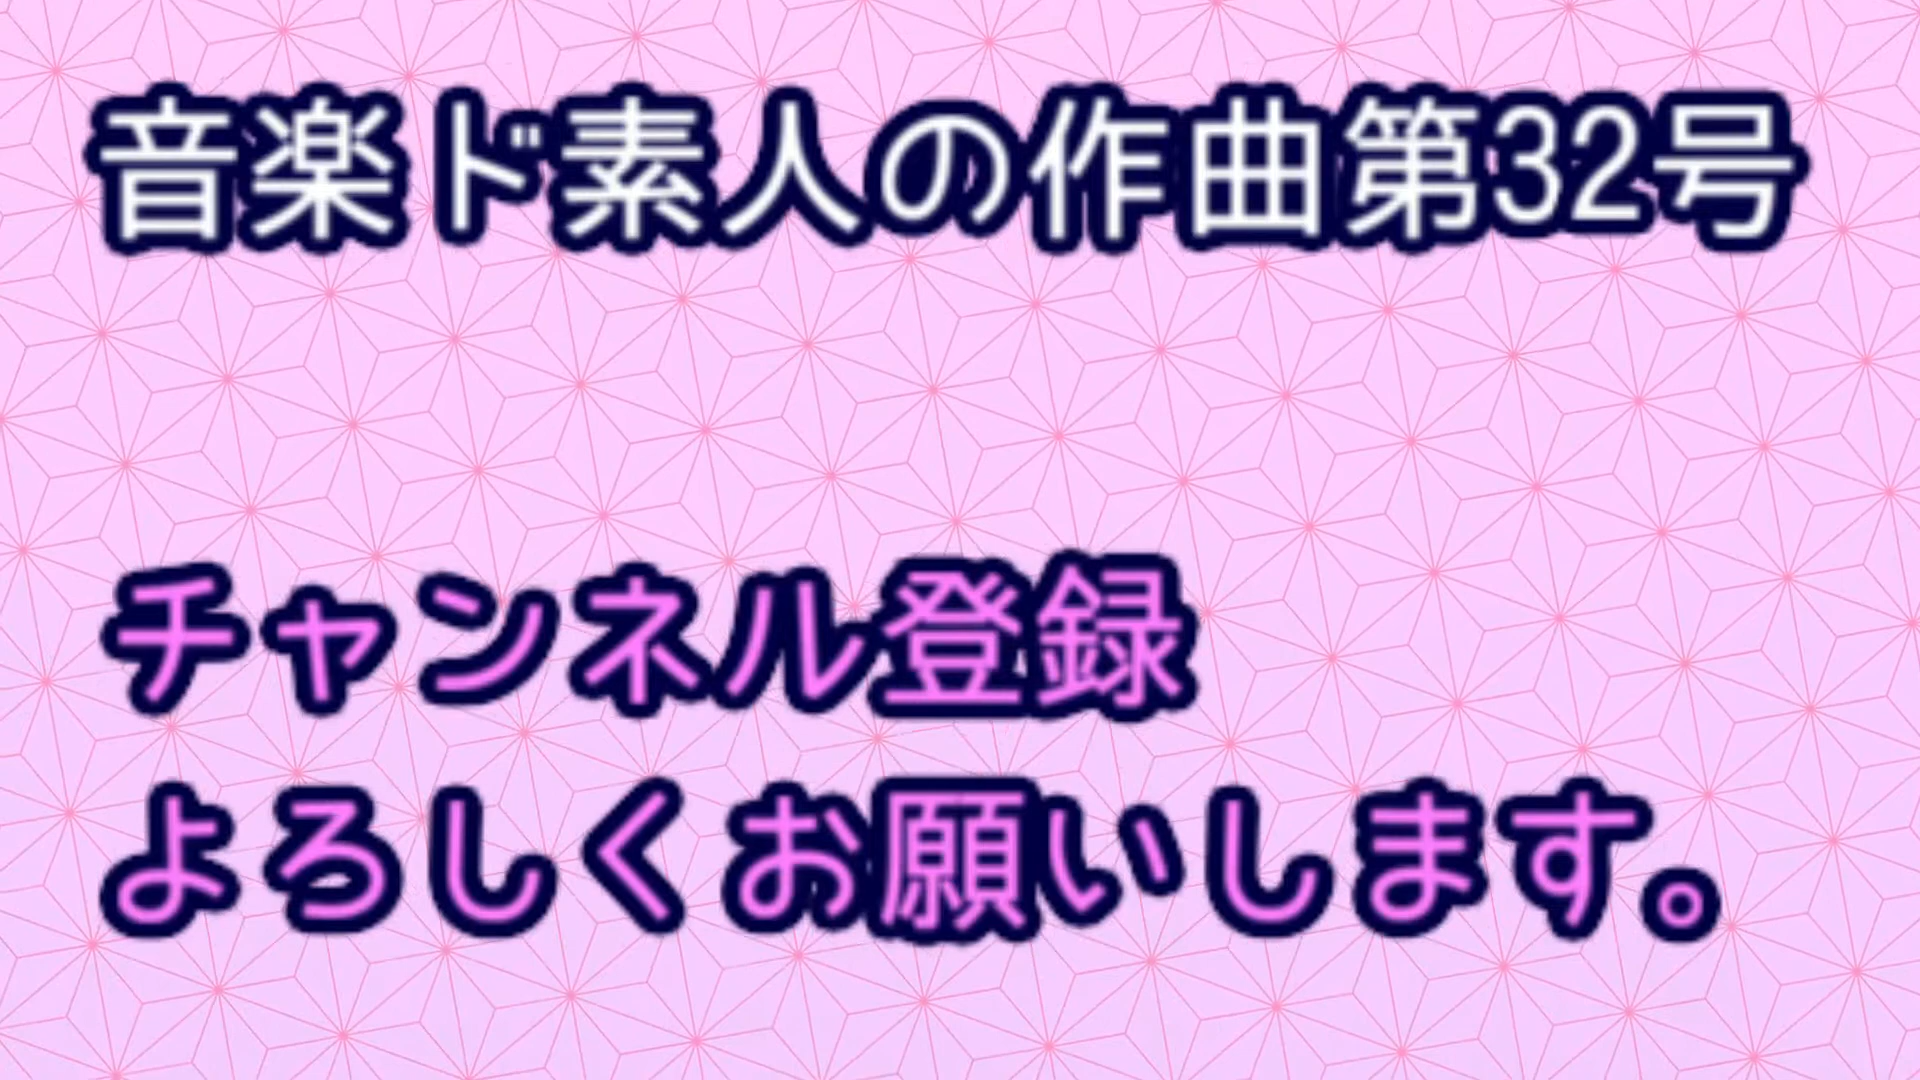 音楽ド素人の作曲第32号
チャンネル登録
よろしくお願いします。